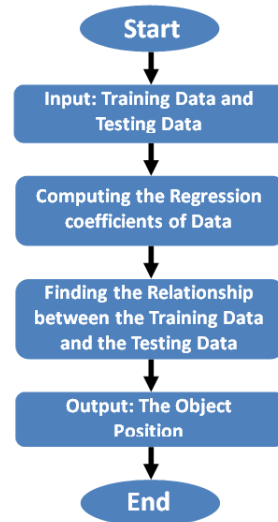 Start
Input: Training Data and
Testing Data
Computing the Regression
coefficients of Data
Finding the Relationship
between the Training Data
and the Testing Data
Output: The Object
Position
End